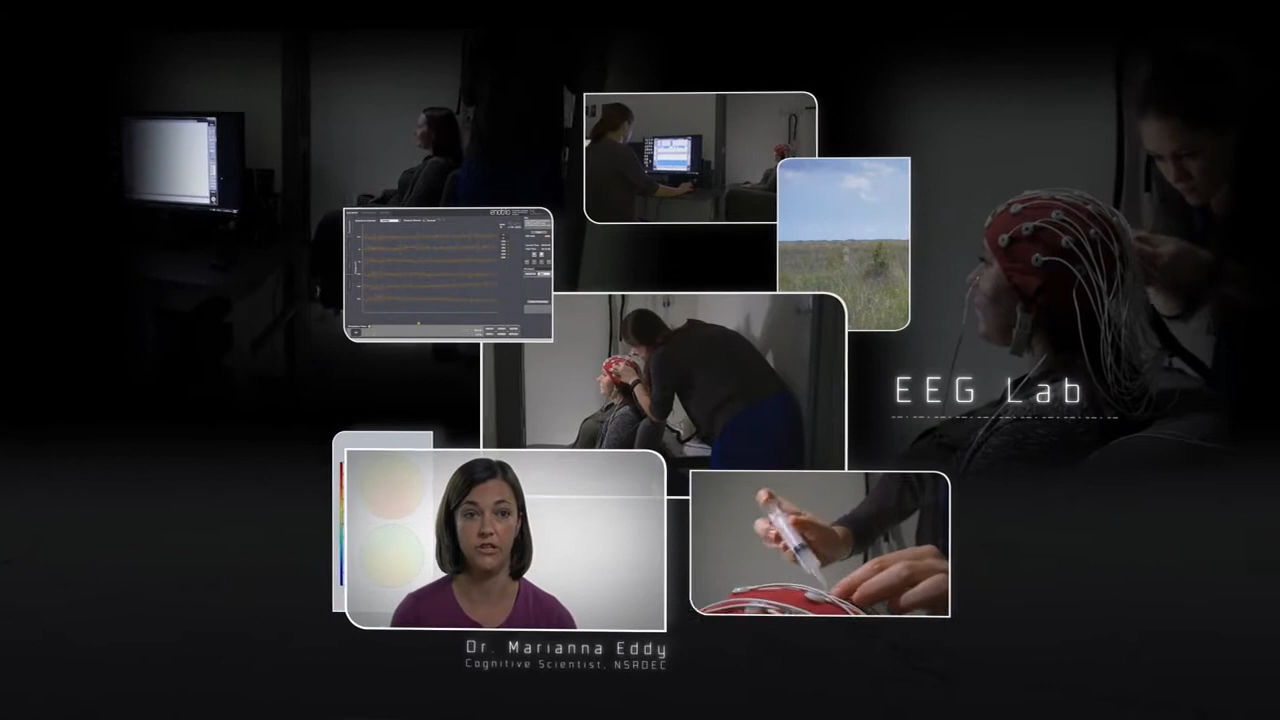 enobio
EEG Lab
Dr. Marianna Eddy
Cognitive Scientist, NSRDEC